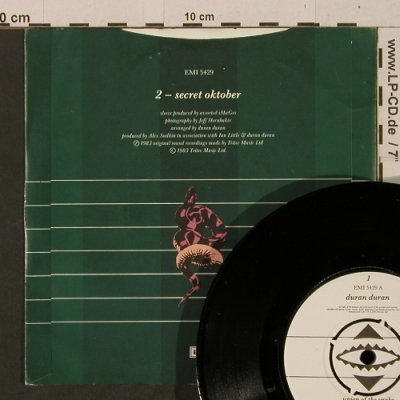 0 cm
10 cm
www.LP-CD.de / 7"
EMI 5429
2 – secret oktober
sleeve produced by assorted iMaGes
photography by Jeff Hornbaker
arranged by duran duran
produced by Alex Sadkin in association with Ian Little & duran duran
℗ 1983 original sound recordings made by Tritec Music Ltd
© 1983 Tritec Music Ltd.
1
EMI 5429 A
duran duran
union of the snake